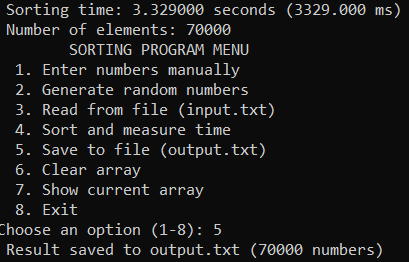 Sorting time: 3.329000 seconds (3329.000 ms)
Number of elements: 70000
SORTING PROGRAM MENU
1. Enter numbers manually
2. Generate random numbers
3. Read from file (input.txt)
4. Sort and measure time
5. Save to file (output.txt)
6. Clear array
7. Show current array
8. Exit
Choose an option (1-8): 5
Result saved to output.txt (70000 numbers)